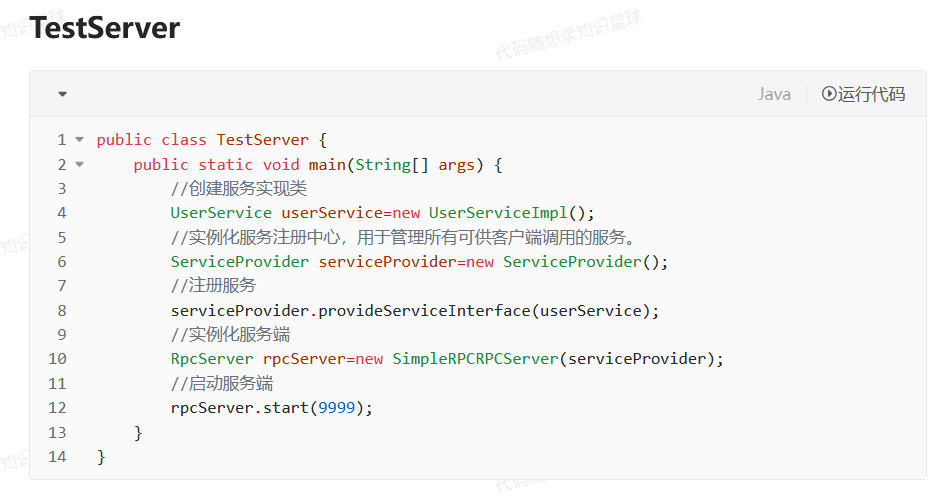 TestServer
Java 运行代码
1 public class TestServer {
2 public static void main(String[] args) {
3 //创建服务实现类
4 UserService userService=new UserServiceImpl();
5 //实例化服务注册中心，用于管理所有可供客户端调用的服务。
6 ServiceProvider serviceProvider=new ServiceProvider();
7 //注册服务
8 serviceProvider.provideServiceInterface(userService);
9 //实例化服务端
10 RpcServer rpcServer=new SimpleRPCRPCServer(serviceProvider);
11 //启动服务端
12 rpcServer.start(9999);
13 }
14 }
代码随想录知识星球